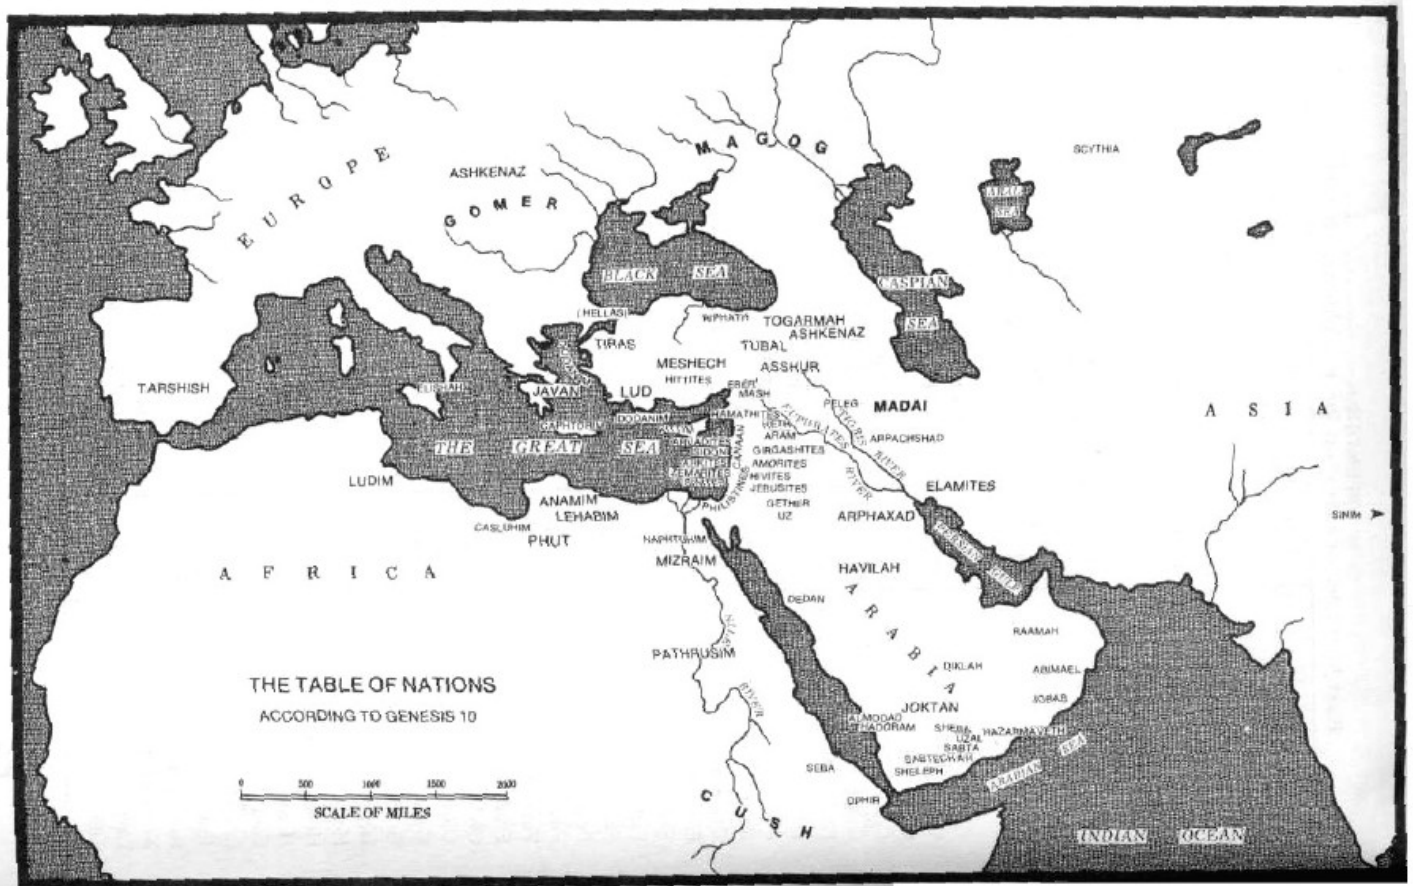 EUROPE
ASHKENAZ
GOMER
MAGOG
SCYTHIA
ARAL
SEA
BLACK SEA
CASPIAN
SEA
(HELLAS)
RIPHATH
TOGARMAH
ASHKENAZ
TIRAS
TUBAL
MESHECH
HITTITES
ASSHUR
TARSHISH
ELISHAH
JAVAN
LUD
EBER
MASH
PELEG
MADAI
ASIA
DODANIM
CAPHTORIM
KITTIM
HAMATHITES
EUPHRATES
RIVER
TIGRIS
RIVER
ARAM
ARPACHSHAD
THE GREAT SEA
ARVADITES
SIDON
ARKITES
ZEMARITES
CANAAN
GIRGASHITES
AMORITES
HIVITES
JEBUSITES
PHILISTINES
GETHER
UZ
LUDIM
ANAMIM
LEHABIM
CASLUHIM
PHUT
NAPHTUHIM
MIZRAIM
ELAMITES
ARPHAXAD
PERSIAN GULF
SINIM
AFRICA
HAVILAH
ARABIA
DEDAN
RAAMAH
NILE
RIVER
PATHRUSIM
DIKLAH
ABIMAEL
JOBAB
JOKTAN
ALMODAD
HADORAM
SHEBA
UZAL
HAZARMAVETH
SABTA
SABTECHAH
SHELEPH
SEBA
OPHIR
ARABIAN SEA
CUSH
INDIAN OCEAN
THE TABLE OF NATIONS
ACCORDING TO GENESIS 10
0 500 1000 1500 2000
SCALE OF MILES